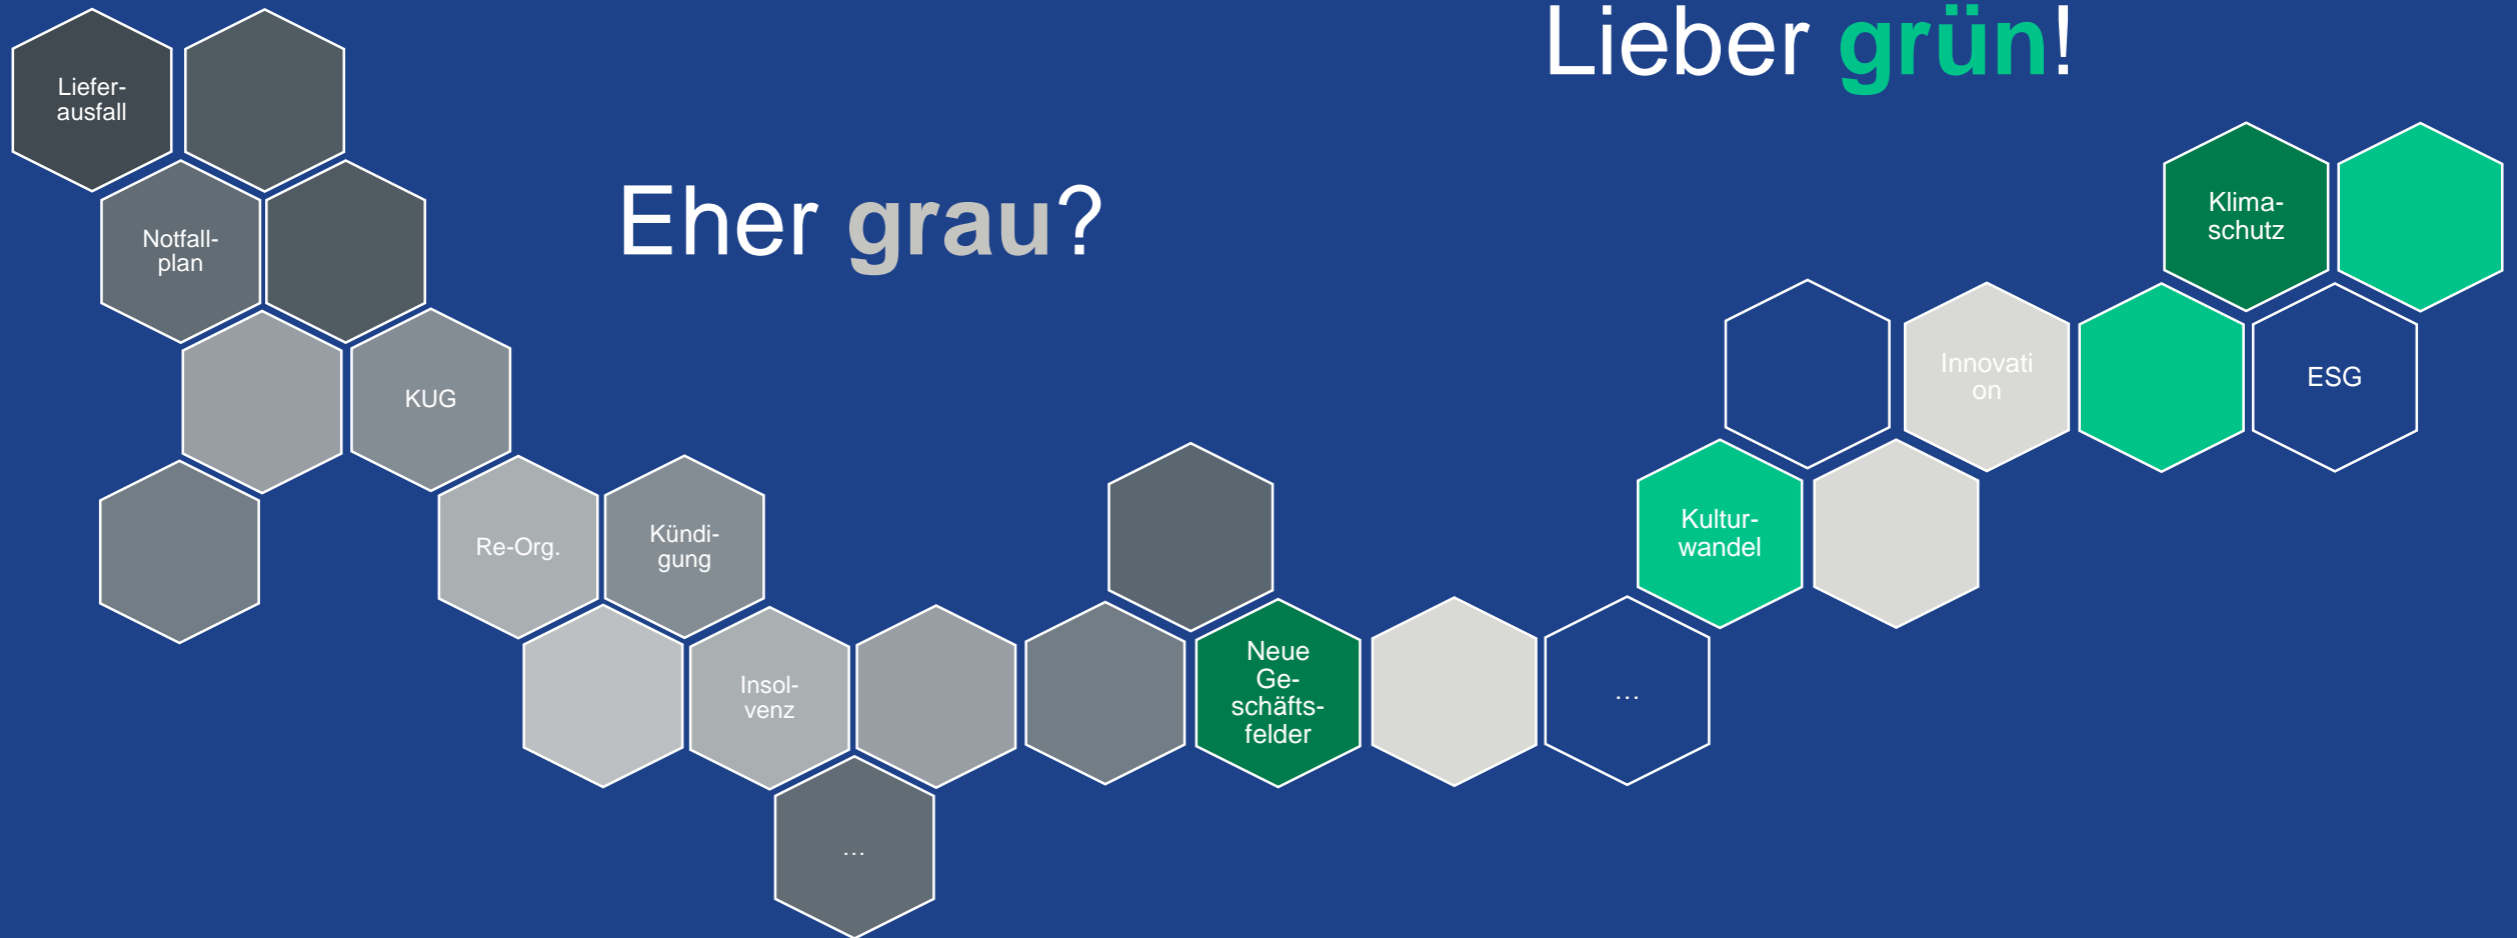 Lieber grün!
Eher grau?
Liefer-
ausfall
Notfall-
plan
KUG
Re-Org.
Kündi-
gung
Insol-
venz
...
Neue
Ge-
schäfts-
felder
...
Kultur-
wandel
Innovati
on
Klima-
schutz
ESG